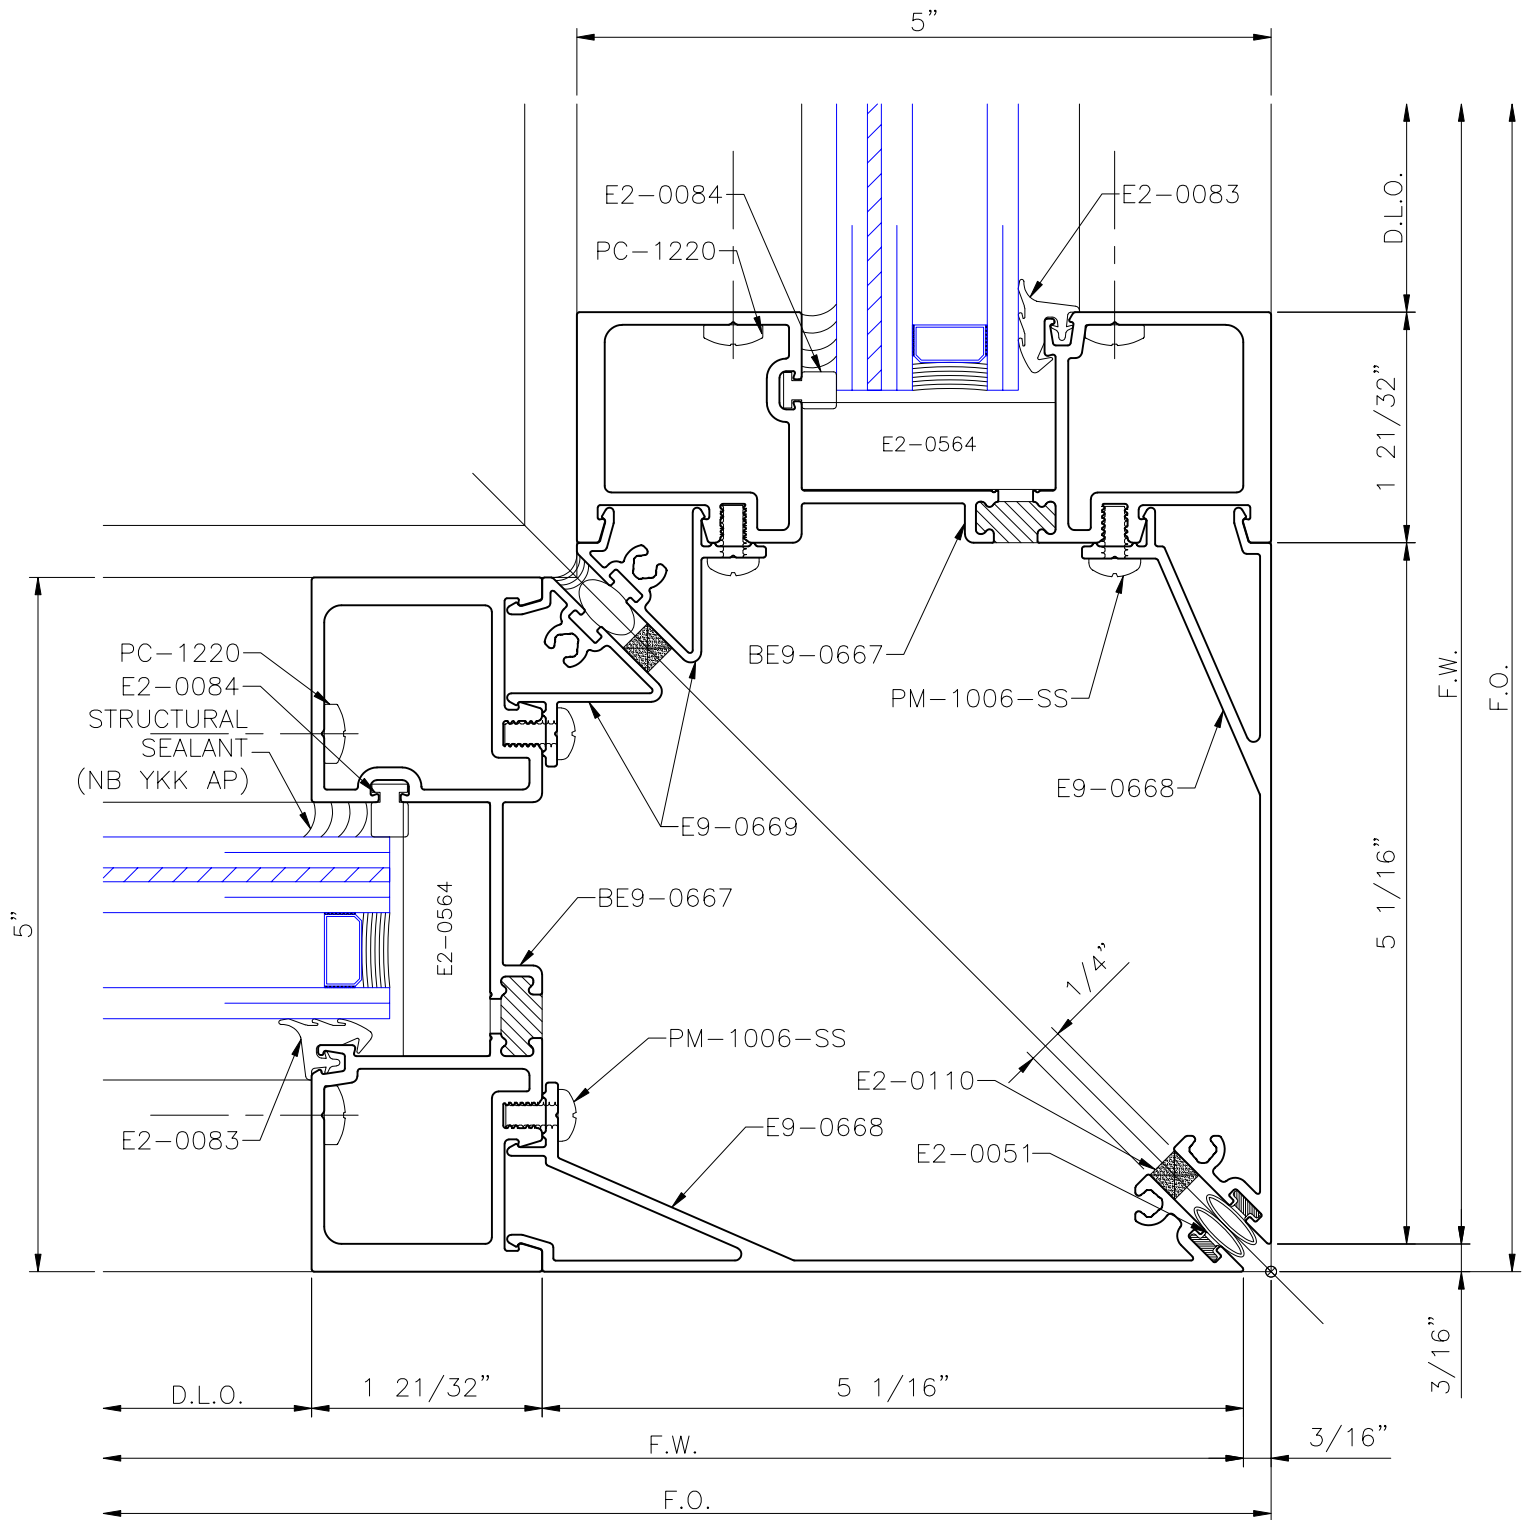 5”
E2-0084
E2-0083
PC-1220
D.L.O.
1 21/32”
E2-0564
PC-1220
E2-0084
STRUCTURAL
SEALANT
(NB YKK AP)
BE9-0667
PM-1006-SS
F.W.
F.O.
E9-0668
E9-0669
5 1/16”
BE9-0667
E2-0564
5”
1/4”
PM-1006-SS
E2-0110
E9-0668
E2-0083
E2-0051
3/16”
D.L.O.
1 21/32”
5 1/16”
F.W.
3/16”
F.O.